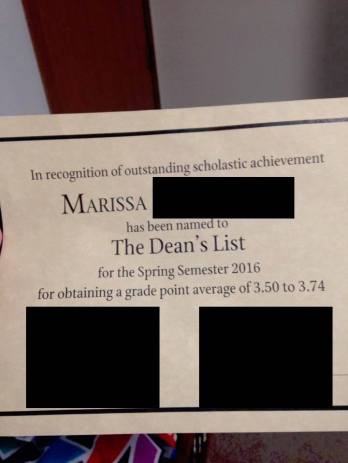 In recognition of outstanding scholastic achievement
MARISSA
has been named to
The Dean's List
for the Spring Semester 2016
for obtaining a grade point average of 3.50 to 3.74